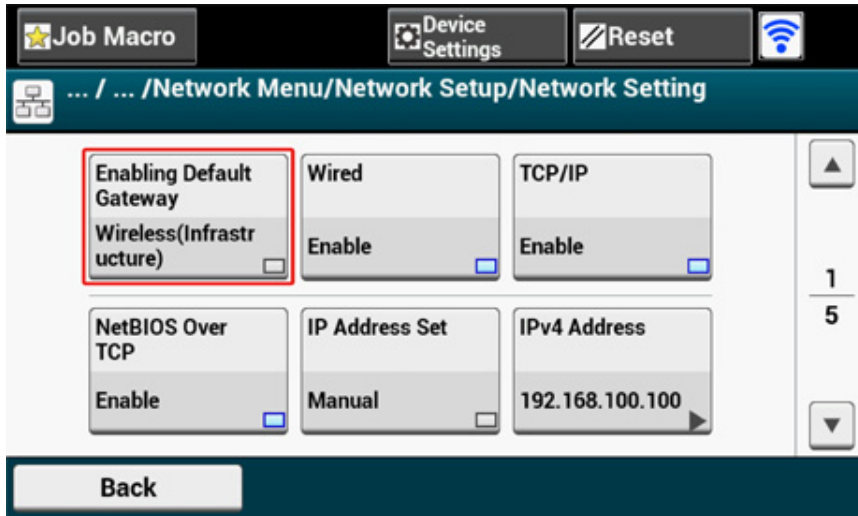 Job Macro
Device
Settings
Reset
... / ... /Network Menu/Network Setup/Network Setting
Enabling Default
Gateway
Wireless(Infrastr
ucture)
Wired
Enable
TCP/IP
Enable
1
5
NetBIOS Over
TCP
Enable
IP Address Set
Manual
IPv4 Address
192.168.100.100
Back